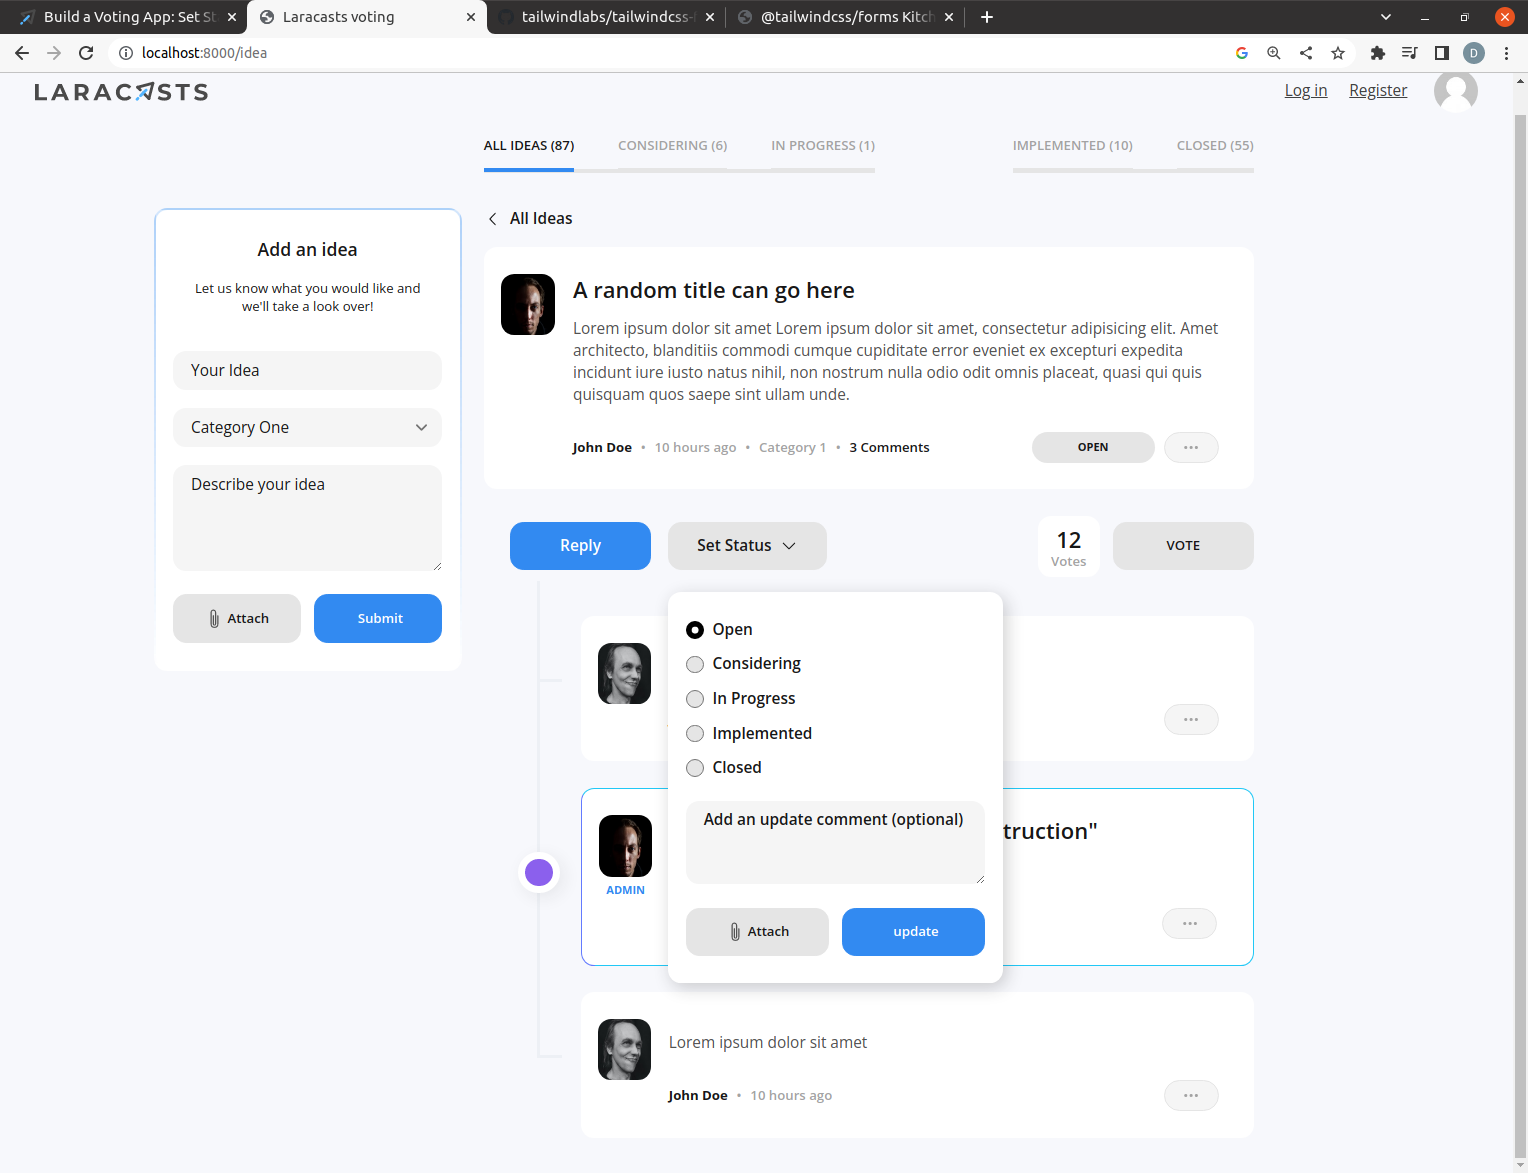 Build a Voting App: Set St
Laracasts voting
tailwindlabs/tailwindcss-
@tailwindcss/forms Kitch
localhost:8000/idea
D
LARACASTS
Log in
Register
ALL IDEAS (87)
CONSIDERING (6)
IN PROGRESS (1)
IMPLEMENTED (10)
CLOSED (55)
Add an idea
Let us know what you would like and
we'll take a look over!
Your Idea
Category One
Describe your idea
Attach
Submit
All Ideas
A random title can go here
Lorem ipsum dolor sit amet Lorem ipsum dolor sit amet, consectetur adipisicing elit. Amet
architecto, blanditiis commodi cumque cupiditate error eveniet ex excepturi expedita
incidunt iure iusto natus nihil, non nostrum nulla odio odit omnis placeat, quasi qui quis
quisquam quos saepe sint ullam unde.
John Doe • 10 hours ago • Category 1 • 3 Comments
OPEN
Reply
Set Status
12
Votes
VOTE
Open
Considering
In Progress
Implemented
Closed
Add an update comment (optional)
Attach
update
truction"
ADMIN
Lorem ipsum dolor sit amet
John Doe • 10 hours ago